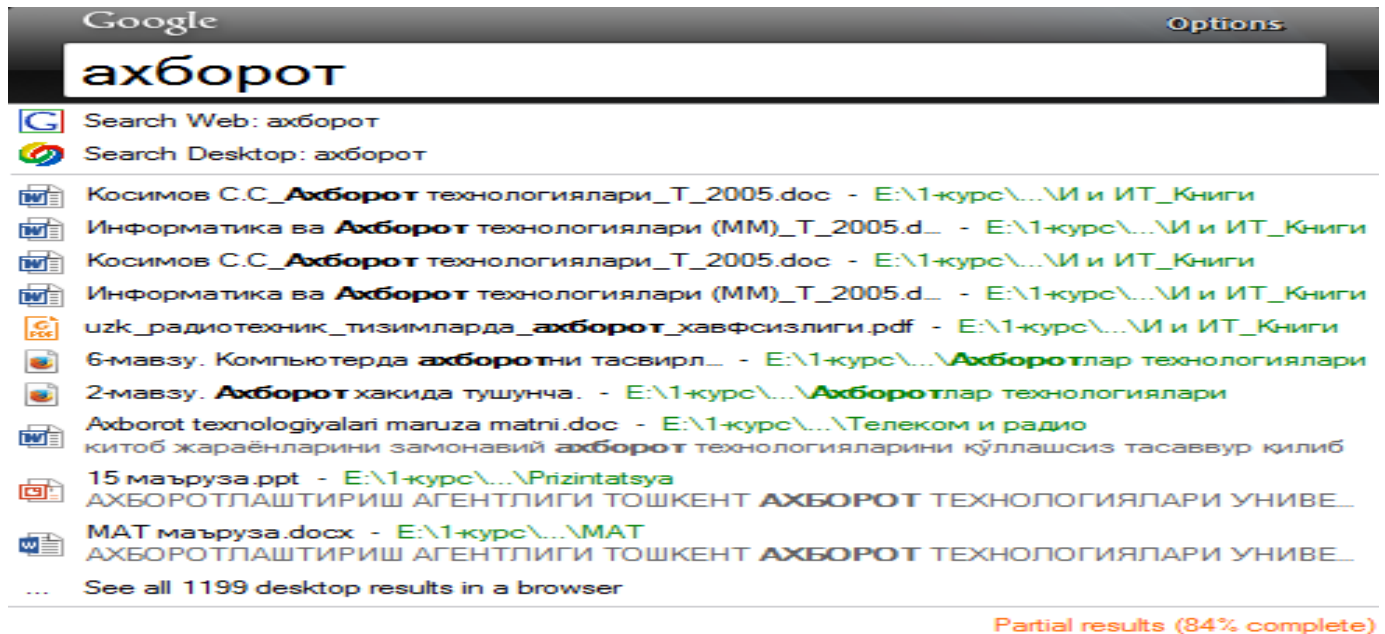 Google Options
ахборот
Search Web: ахборот
Search Desktop: ахборот
Косимов С.С_Ахборот технологиялари_Т_2005.doc - E:\1-курс\...\И и ИТ_Книги
Информатика ва Ахборот технологиялари (ММ)_Т_2005.d... - E:\1-курс\...\И и ИТ_Книги
Косимов С.С_Ахборот технологиялари_Т_2005.doc - E:\1-курс\...\И и ИТ_Книги
Информатика ва Ахборот технологиялари (ММ)_Т_2005.d... - E:\1-курс\...\И и ИТ_Книги
uzk_радиотехник_тизимларда_ахборот_хавфсизлиги.pdf - E:\1-курс\...\И и ИТ_Книги
6-мавзу. Компьютерда ахборотни тасвирл... - E:\1-курс\...\Ахборотлар технологиялари
2-мавзу. Ахборот хакида тушунча. - E:\1-курс\...\Ахборотлар технологиялари
Axborot texnologiyalari maruza matni.doc - E:\1-курс\...\Телеком и радио
китоб жараёнларини замонавий ахборот технологияларини қўллашсиз тасаввур қилиб
15 маъруза.ppt - E:\1-курс\...\Prizintatsya
АХБОРОТЛАШТИРИШ АГЕНТЛИГИ ТОШКЕНТ АХБОРОТ ТЕХНОЛОГИЯЛАРИ УНИВЕ...
МАТ маъруза.docx - E:\1-курс\...\МАТ
АХБОРОТЛАШТИРИШ АГЕНТЛИГИ ТОШКЕНТ АХБОРОТ ТЕХНОЛОГИЯЛАРИ УНИВЕ...
... See all 1199 desktop results in a browser
Partial results (84% complete)